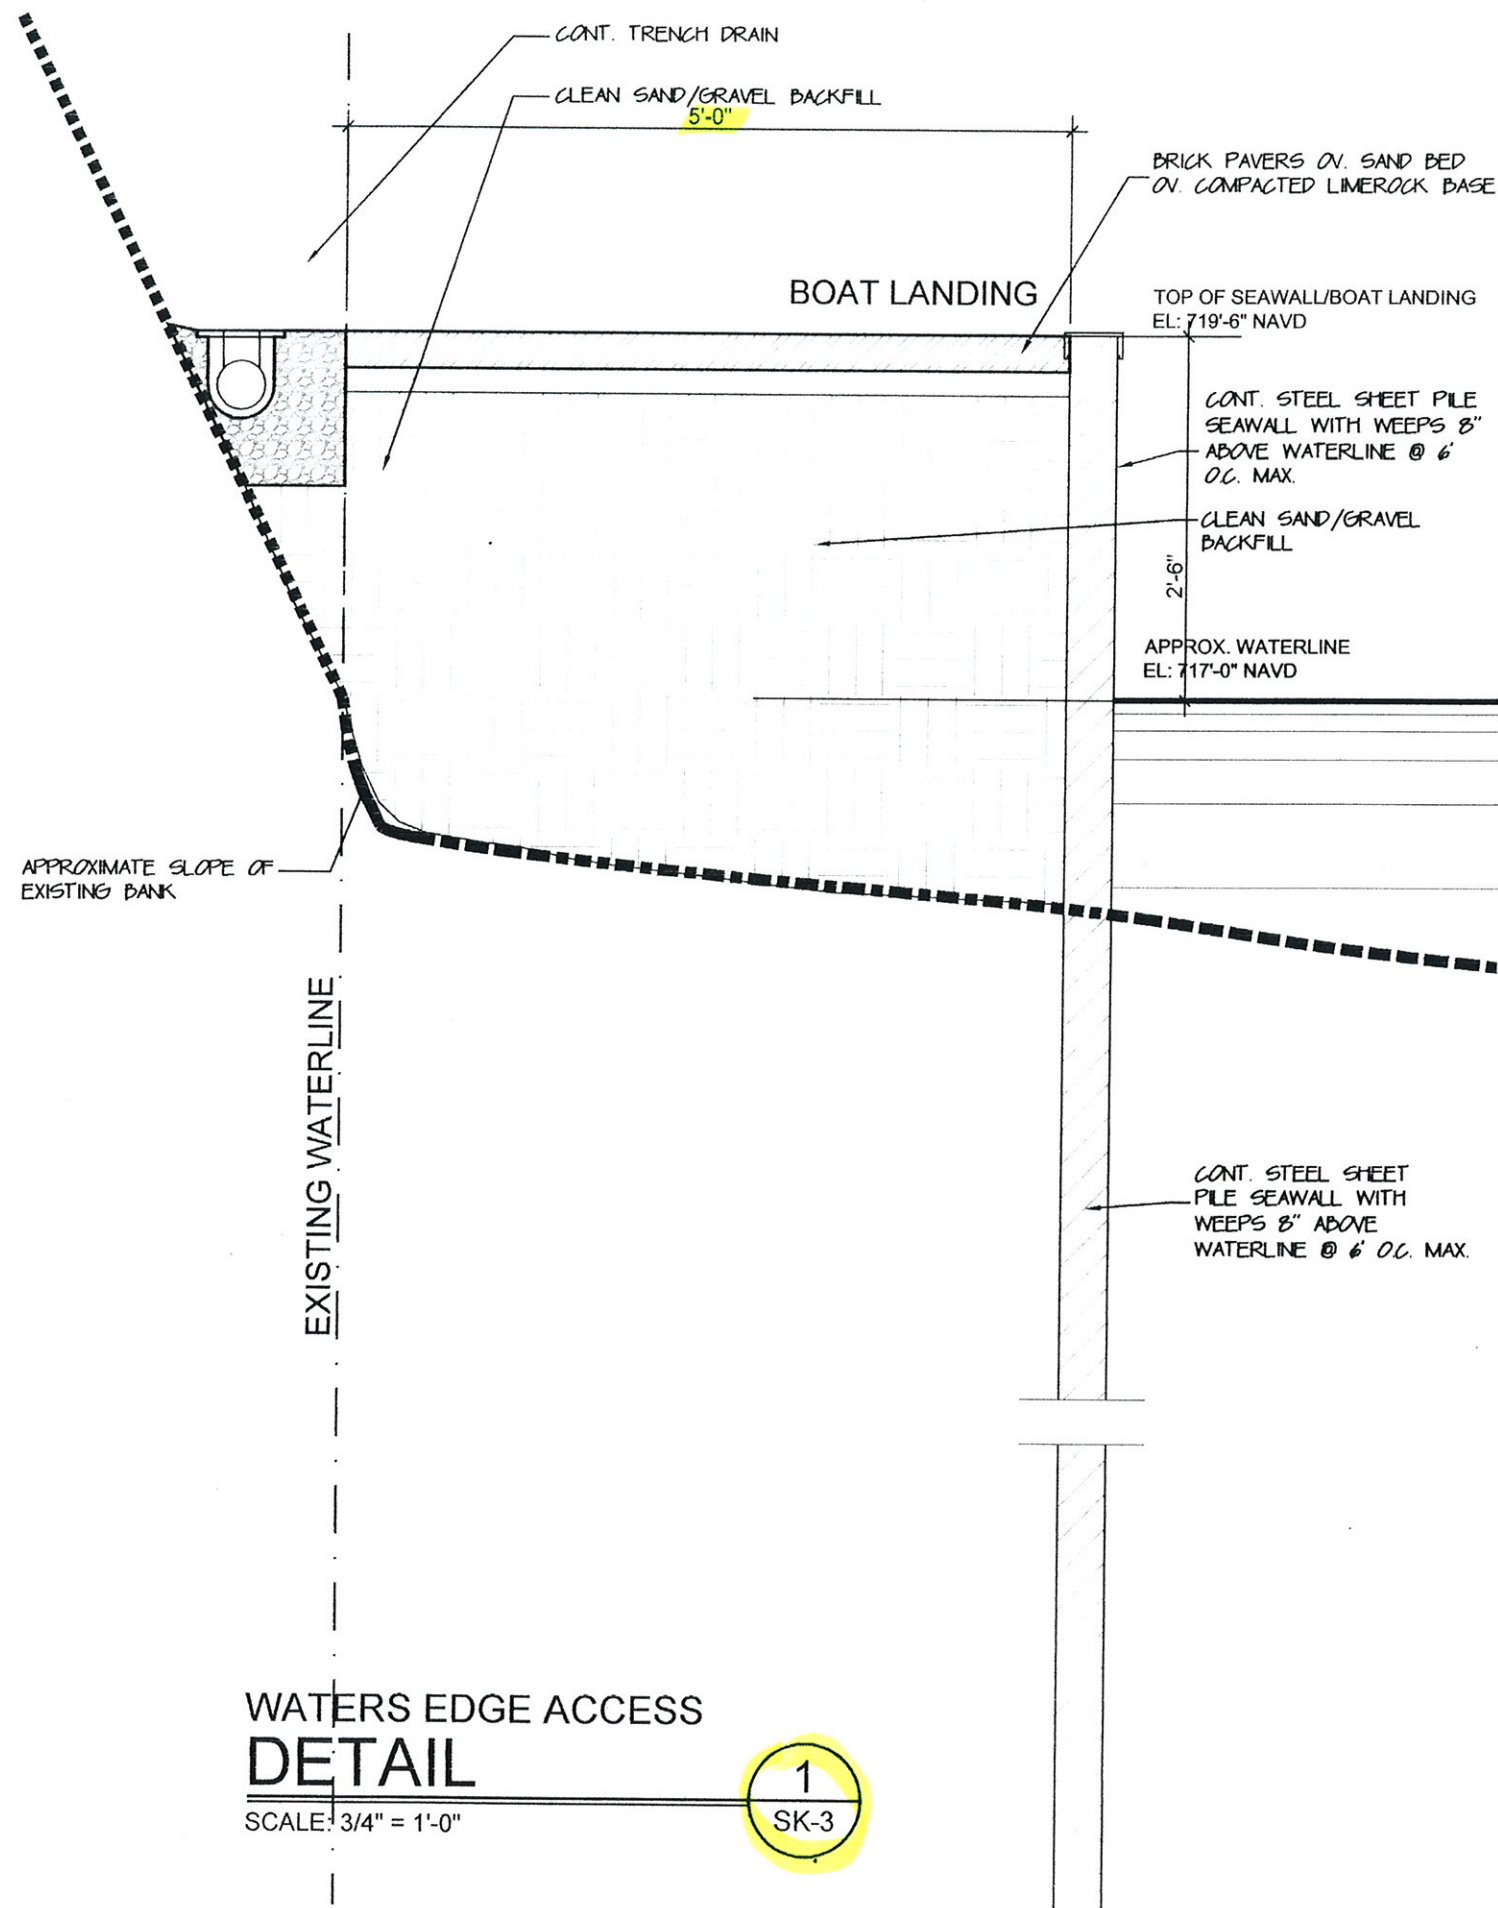 CONT. TRENCH DRAIN
CLEAN SAND/GRAVEL BACKFILL
5'-0"
BRICK PAVERS OV. SAND BED
OV. COMPACTED LIMEROCK BASE
BOAT LANDING
TOP OF SEAWALL/BOAT LANDING
EL: 719'-6" NAVD
CONT. STEEL SHEET PILE
SEAWALL WITH WEEPS 8"
ABOVE WATERLINE @ 6'
O.C. MAX.
CLEAN SAND/GRAVEL
BACKFILL
2'-6"
APPROX. WATERLINE
EL: 717'-0" NAVD
APPROXIMATE SLOPE OF
EXISTING BANK
EXISTING WATERLINE
CONT. STEEL SHEET
PILE SEAWALL WITH
WEEPS 8" ABOVE
WATERLINE @ 6' O.C. MAX.
WATERS EDGE ACCESS
DETAIL
SCALE: 3/4" = 1'-0"
1
SK-3